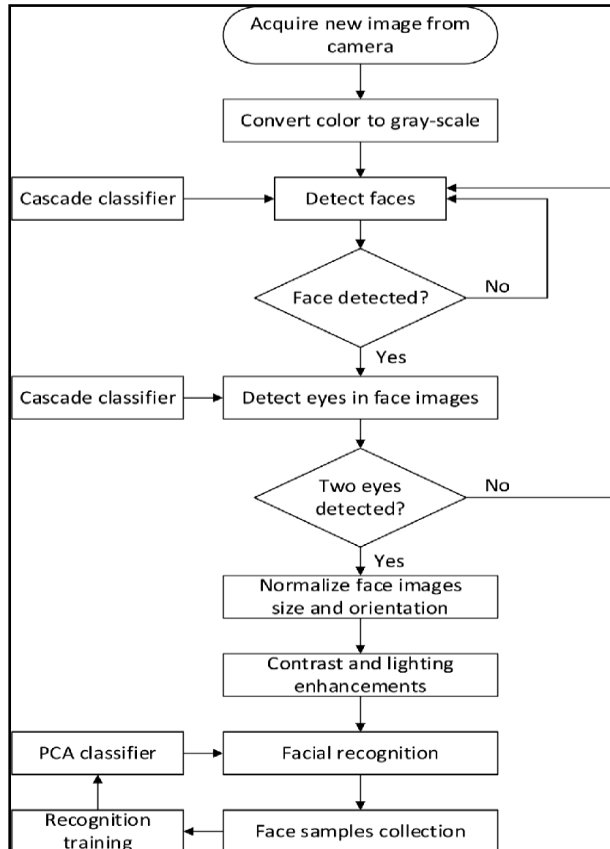 Acquire new image from
camera
Convert color to gray-scale
Cascade classifier
Detect faces
Face detected?
No
Yes
Cascade classifier
Detect eyes in face images
Two eyes
detected?
No
Yes
Normalize face images
size and orientation
Contrast and lighting
enhancements
PCA classifier
Facial recognition
Recognition
training
Face samples collection